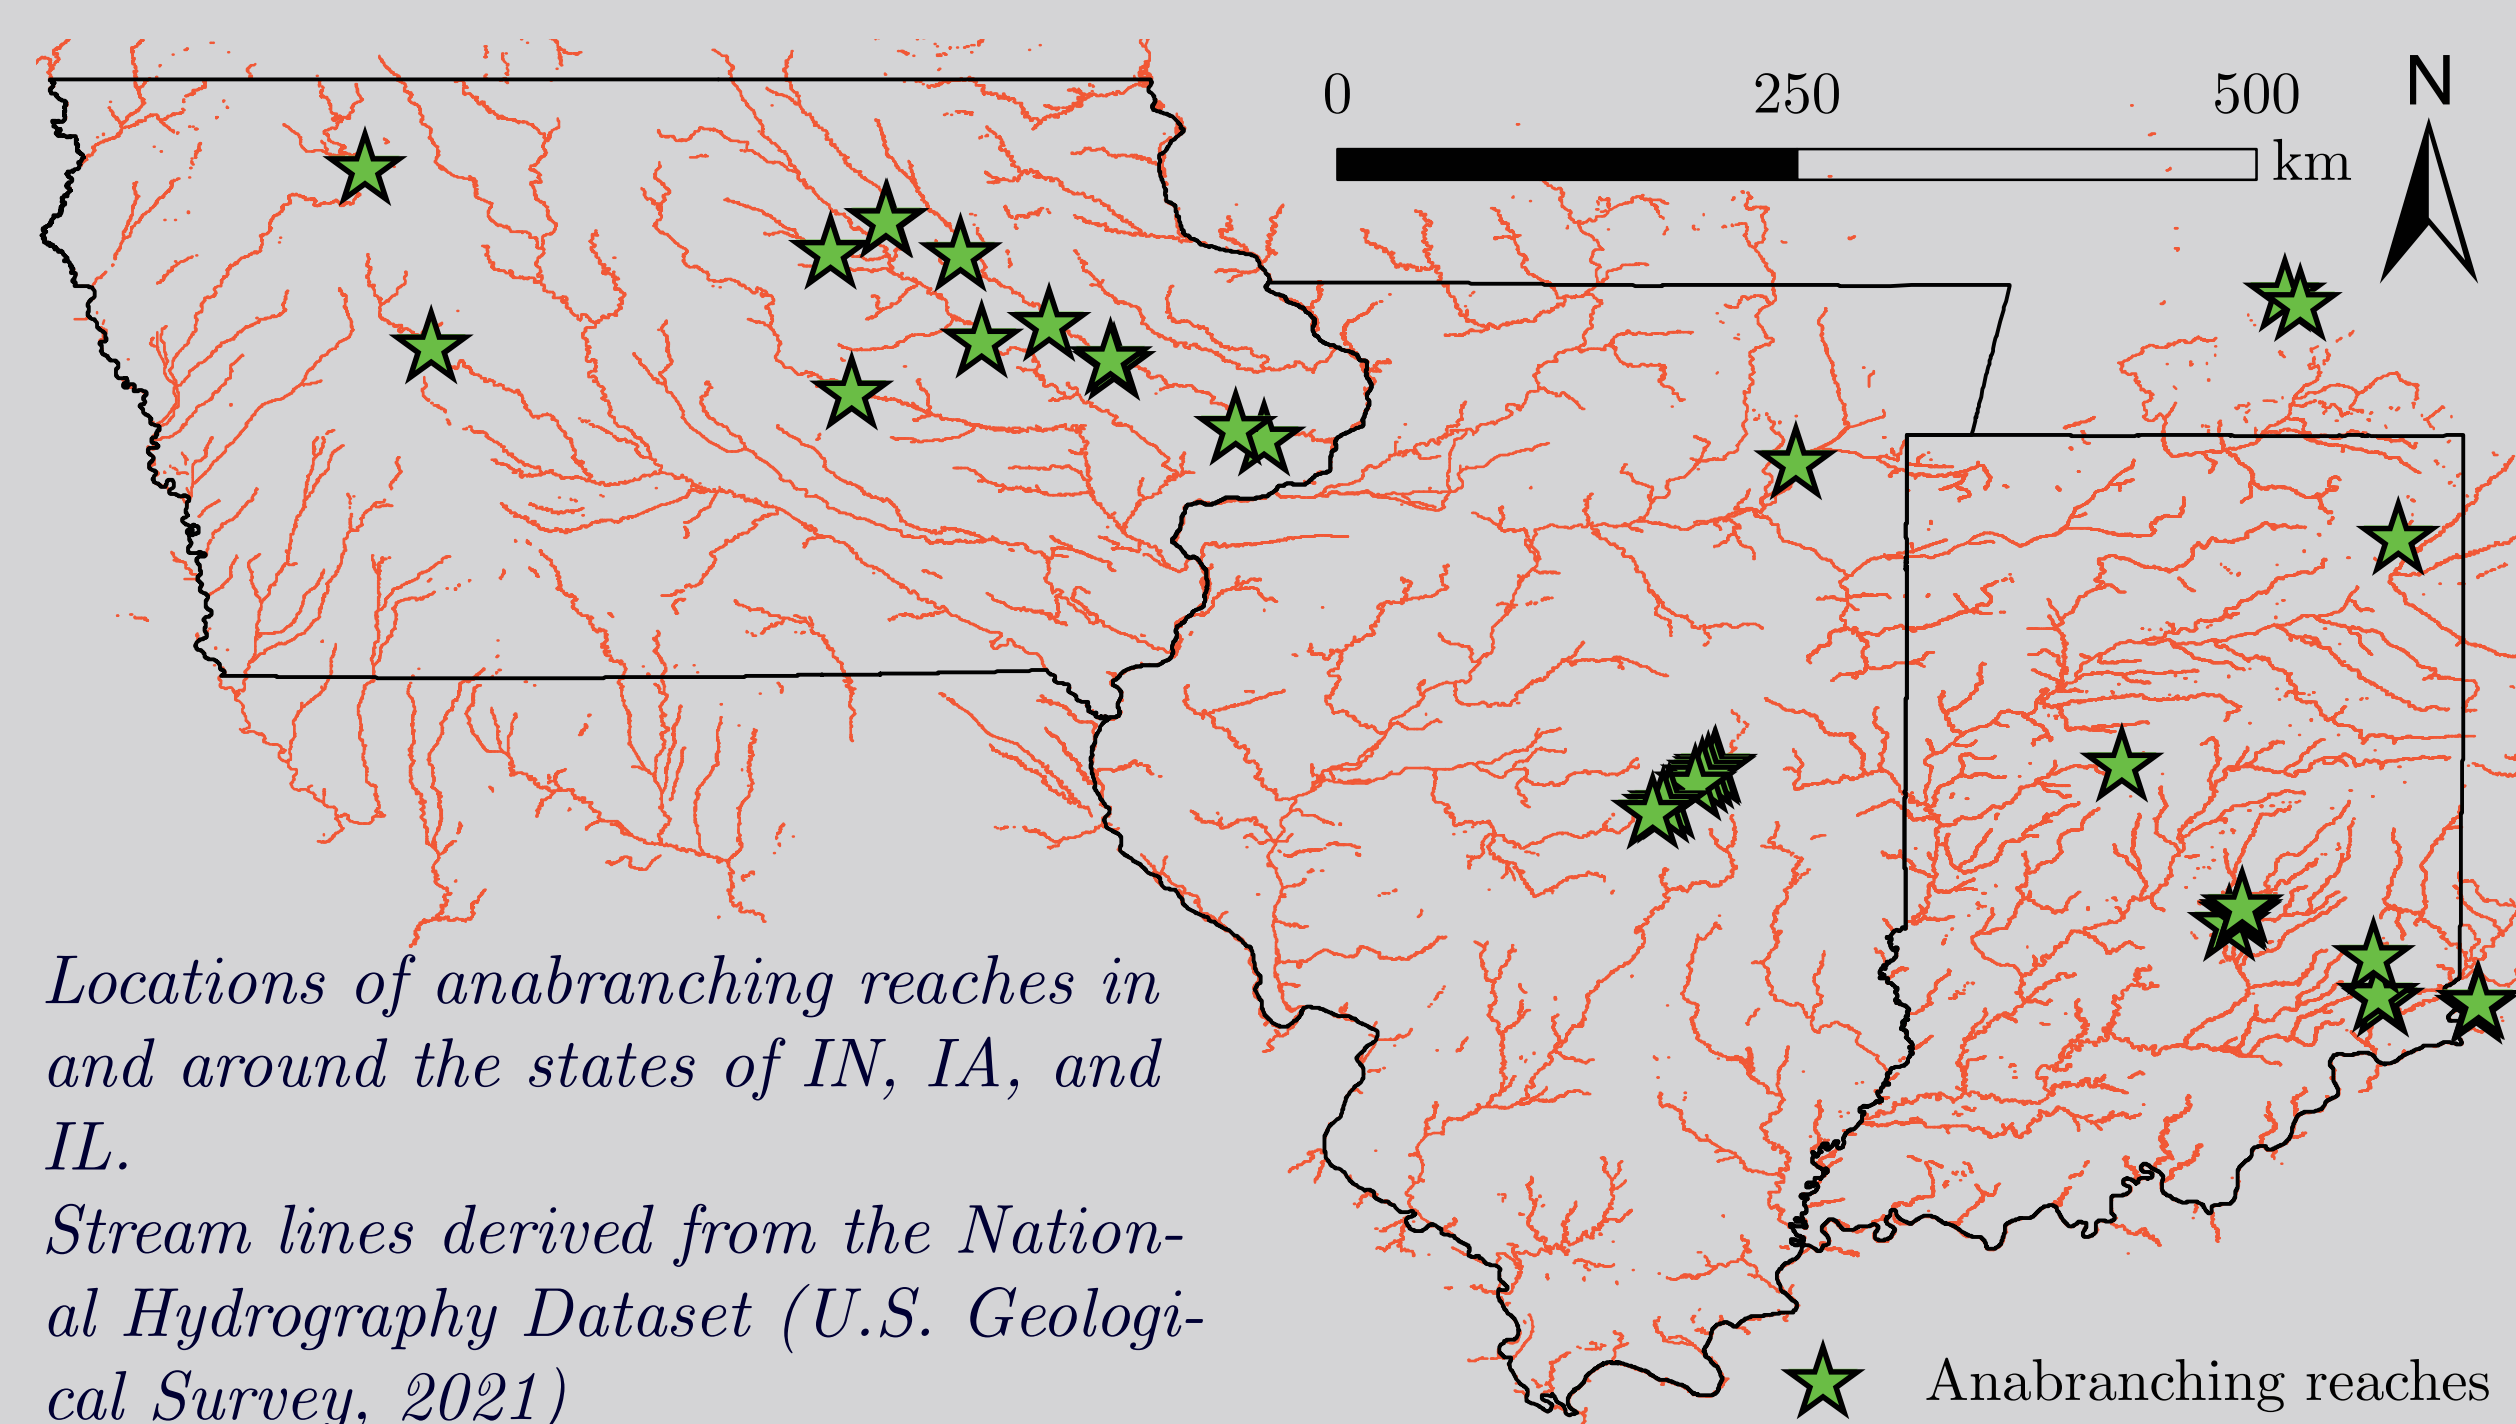 0 250 500 N
km
Locations of anabranching reaches in
and around the states of IN, IA, and
IL.
Stream lines derived from the Nation-
al Hydrography Dataset (U.S. Geologi-
cal Survey, 2021)
Anabranching reaches